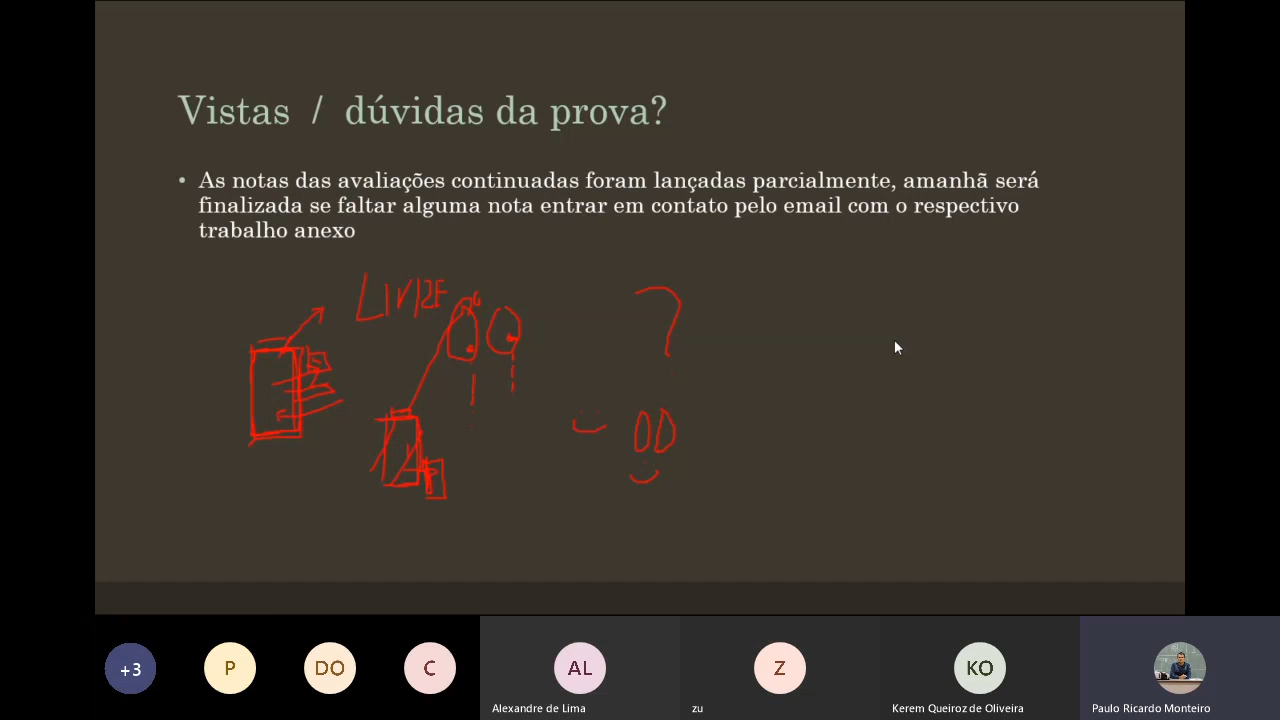 Vistas / dúvidas da prova?
• As notas das avaliações continuadas foram lançadas parcialmente, amanhã será
finalizada se faltar alguma nota entrar em contato pelo email com o respectivo
trabalho anexo
LIVRE
?
+3
P
DO
C
AL
Z
KO
Alexandre de Lima
zu
Kerem Queiroz de Oliveira
Paulo Ricardo Monteiro